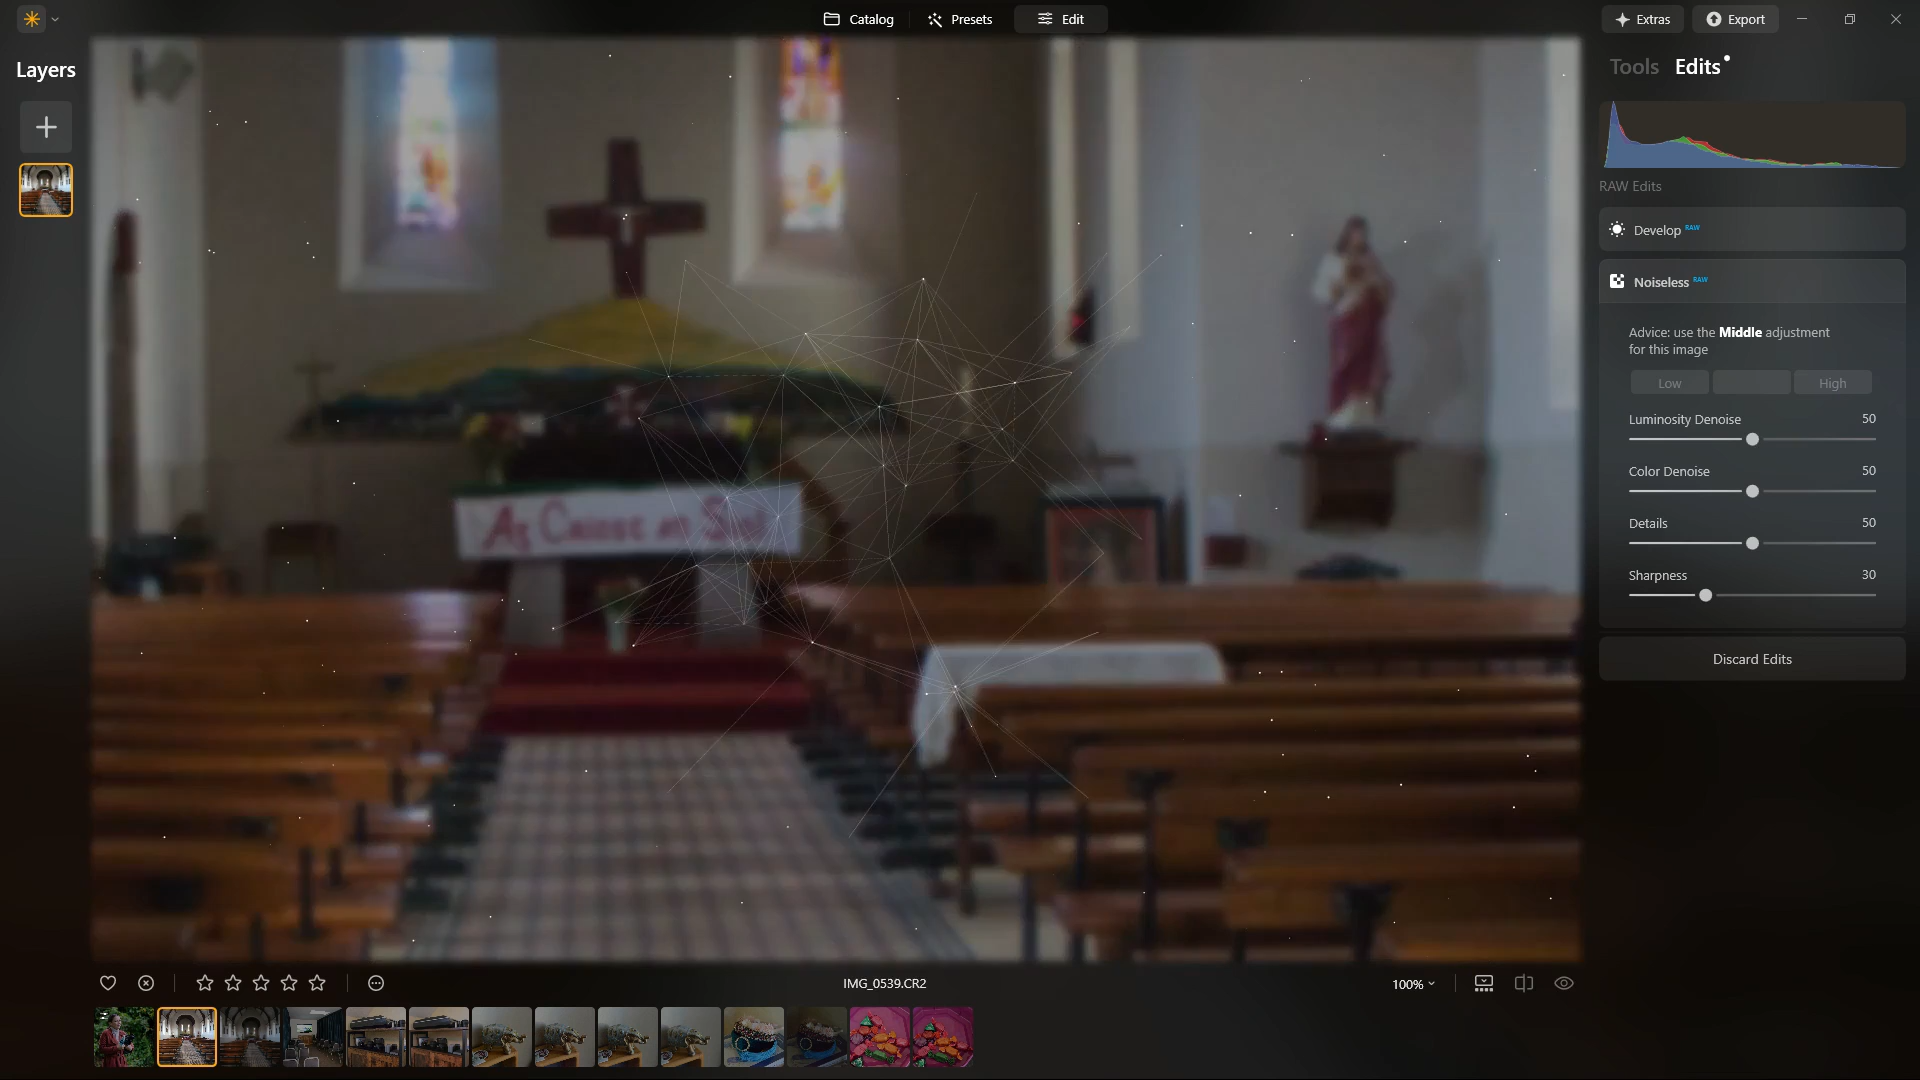 Catalog
Presets
Edit
Extras
Export
Layers
Tools Edits
RAW Edits
Develop RAW
Noiseless RAW
Advice: use the Middle adjustment
for this image
Low
High
Luminosity Denoise 50
Color Denoise 50
Details 50
Sharpness 30
Discard Edits
IMG_0539.CR2
100%